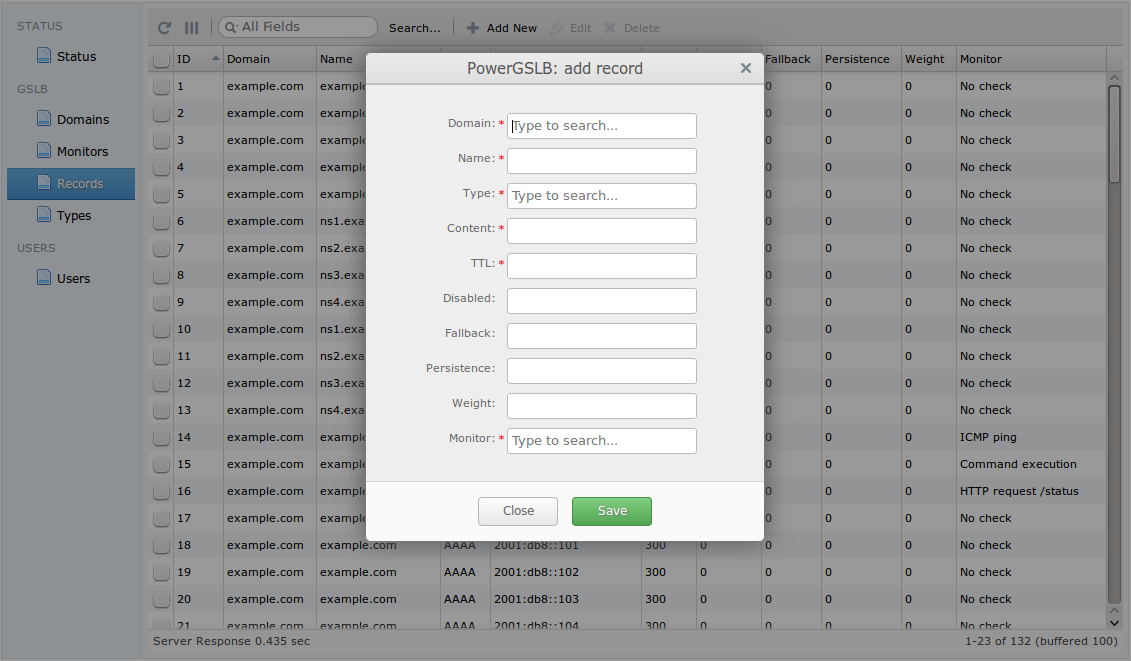 STATUS
Status
GSLB
Domains
Monitors
Records
Types
USERS
Users
All Fields Search... Add New Edit Delete
ID Domain Name Fallback Persistence Weight Monitor
PowerGSLB: add record
Domain: * Type to search...
Name: *
Type: * Type to search...
Content: *
TTL: *
Disabled:
Fallback:
Persistence:
Weight:
Monitor: * Type to search...
Close Save
1 example.com example 0 0 0 No check
2 example.com example 0 0 0 No check
3 example.com example 0 0 0 No check
4 example.com example 0 0 0 No check
5 example.com example 0 0 0 No check
6 example.com ns1.exa 0 0 0 No check
7 example.com ns2.exa 0 0 0 No check
8 example.com ns3.exa 0 0 0 No check
9 example.com ns4.exa 0 0 0 No check
10 example.com ns1.exa 0 0 0 No check
11 example.com ns2.exa 0 0 0 No check
12 example.com ns3.exa 0 0 0 No check
13 example.com ns4.exa 0 0 0 No check
14 example.com example 0 0 0 ICMP ping
15 example.com example 0 0 0 Command execution
16 example.com example 0 0 0 HTTP request /status
17 example.com example 0 0 0 No check
18 example.com example.com AAAA 2001:db8::101 300 0 0 0 0 No check
19 example.com example.com AAAA 2001:db8::102 300 0 0 0 0 No check
20 example.com example.com AAAA 2001:db8::103 300 0 0 0 0 No check
21 example.com example.com AAAA 2001:db8::104 300 0 0 0 0 No check
Server Response 0.435 sec 1-23 of 132 (buffered 100)